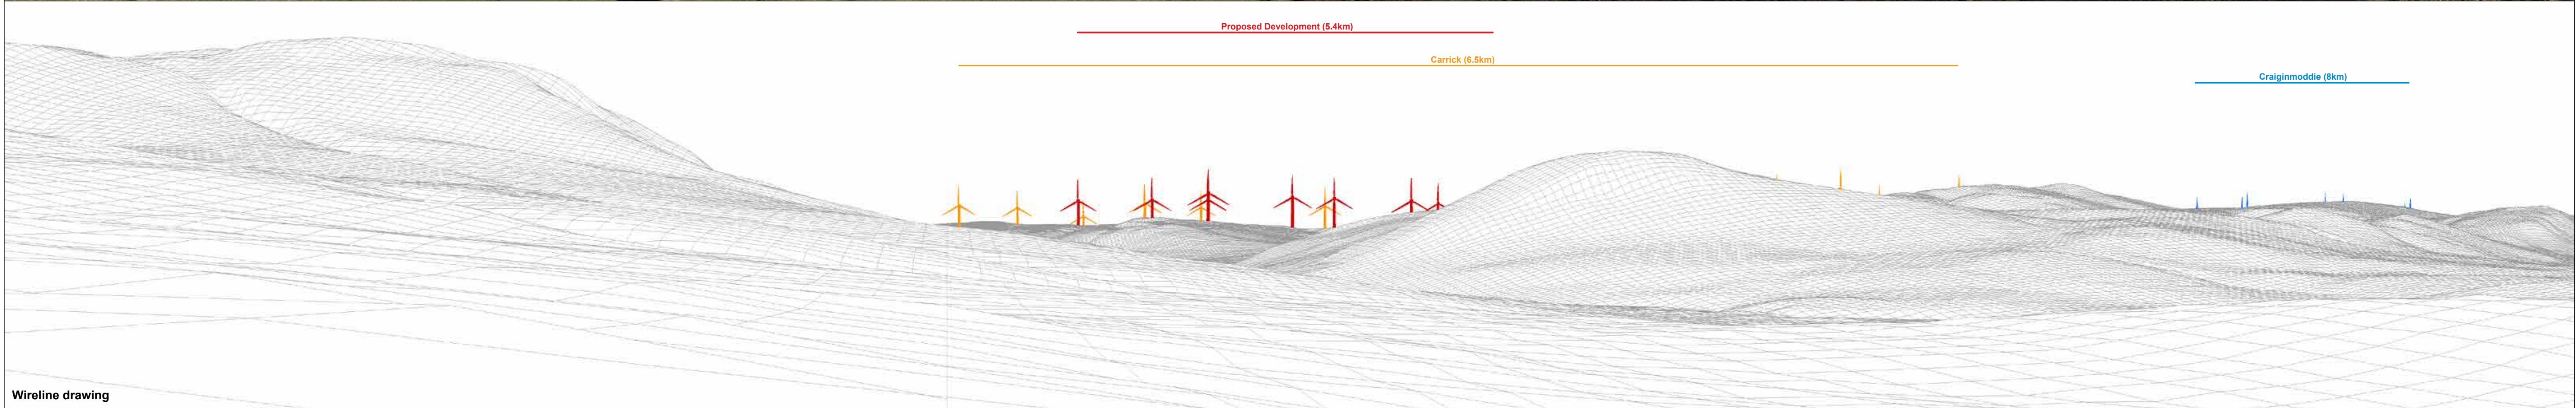 Proposed Development (5.4km)
Carrick (6.5km)
Craiginmoddie (8km)
Wireline drawing